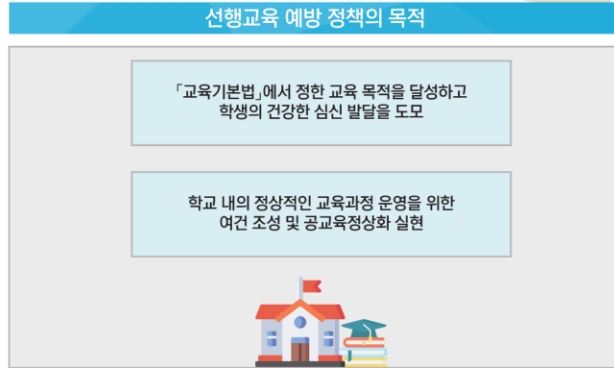 선행교육 예방 정책의 목적
「교육기본법」에서 정한 교육 목적을 달성하고
학생의 건강한 심신 발달을 도모
학교 내의 정상적인 교육과정 운영을 위한
여건 조성 및 공교육정상화 실현